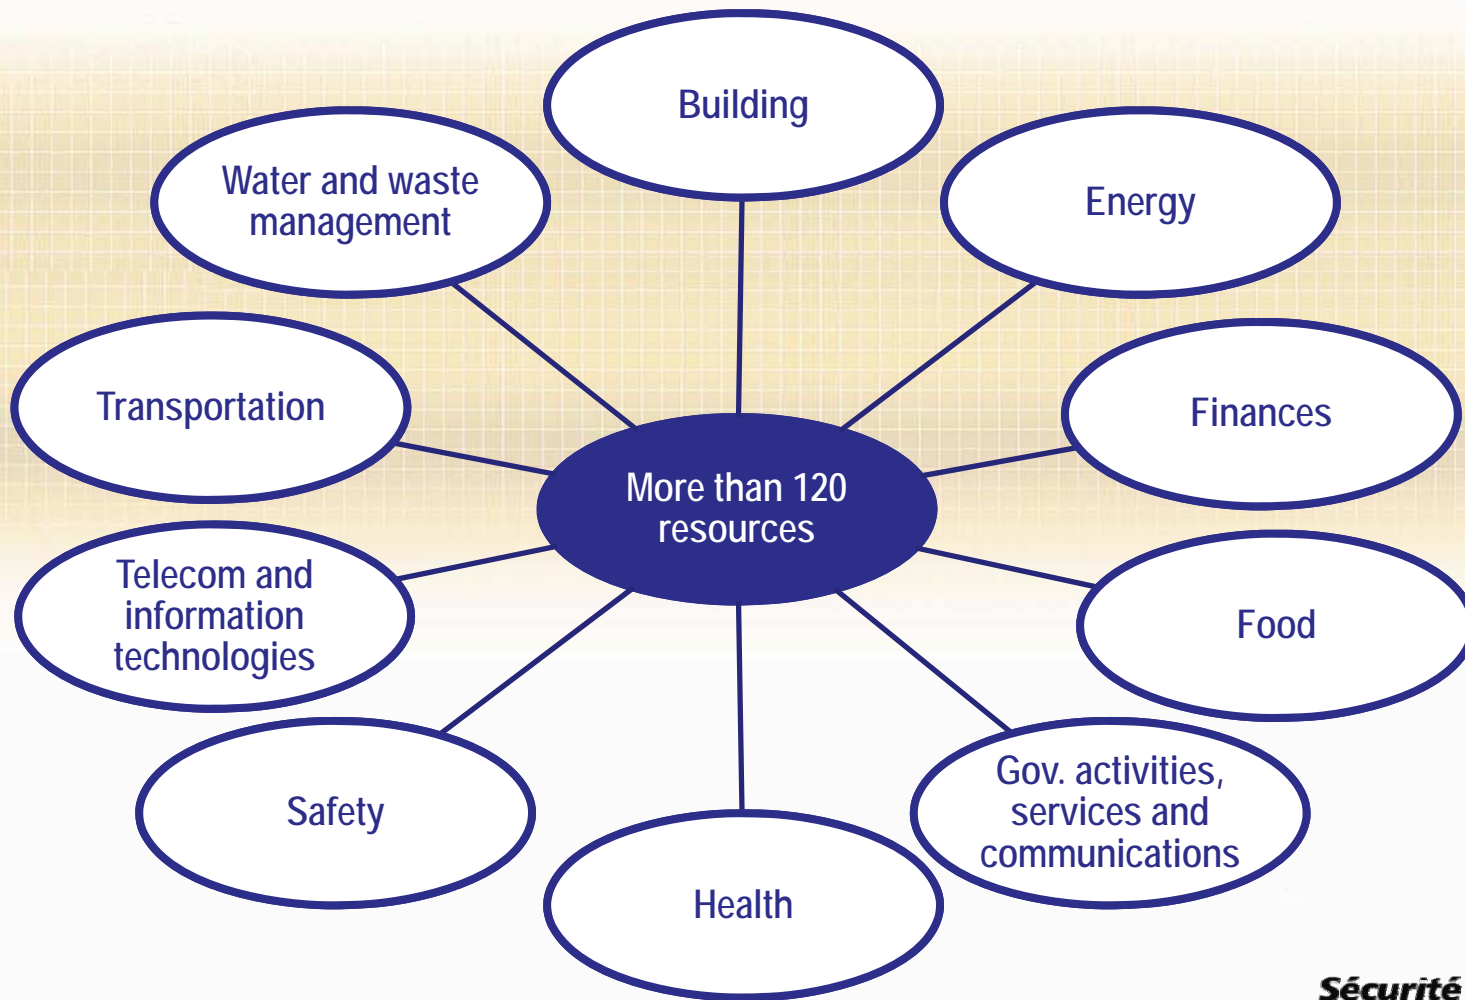 Building
Water and waste
management
Energy
Transportation
Finances
More than 120
resources
Telecom and
information
technologies
Food
Safety
Gov. activities,
services and
communications
Health
Sécurité